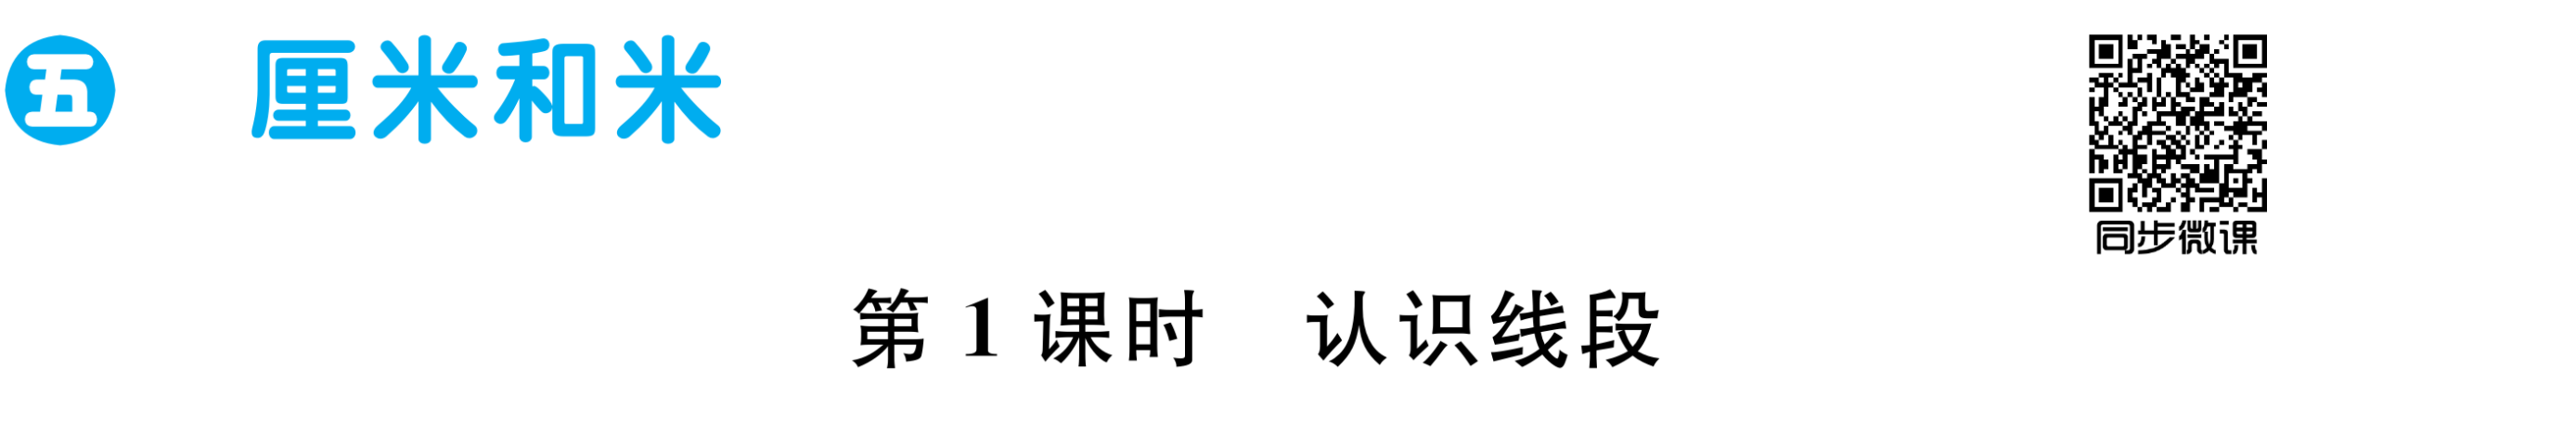 五 厘米和米
同步微课
第1课时 认识线段